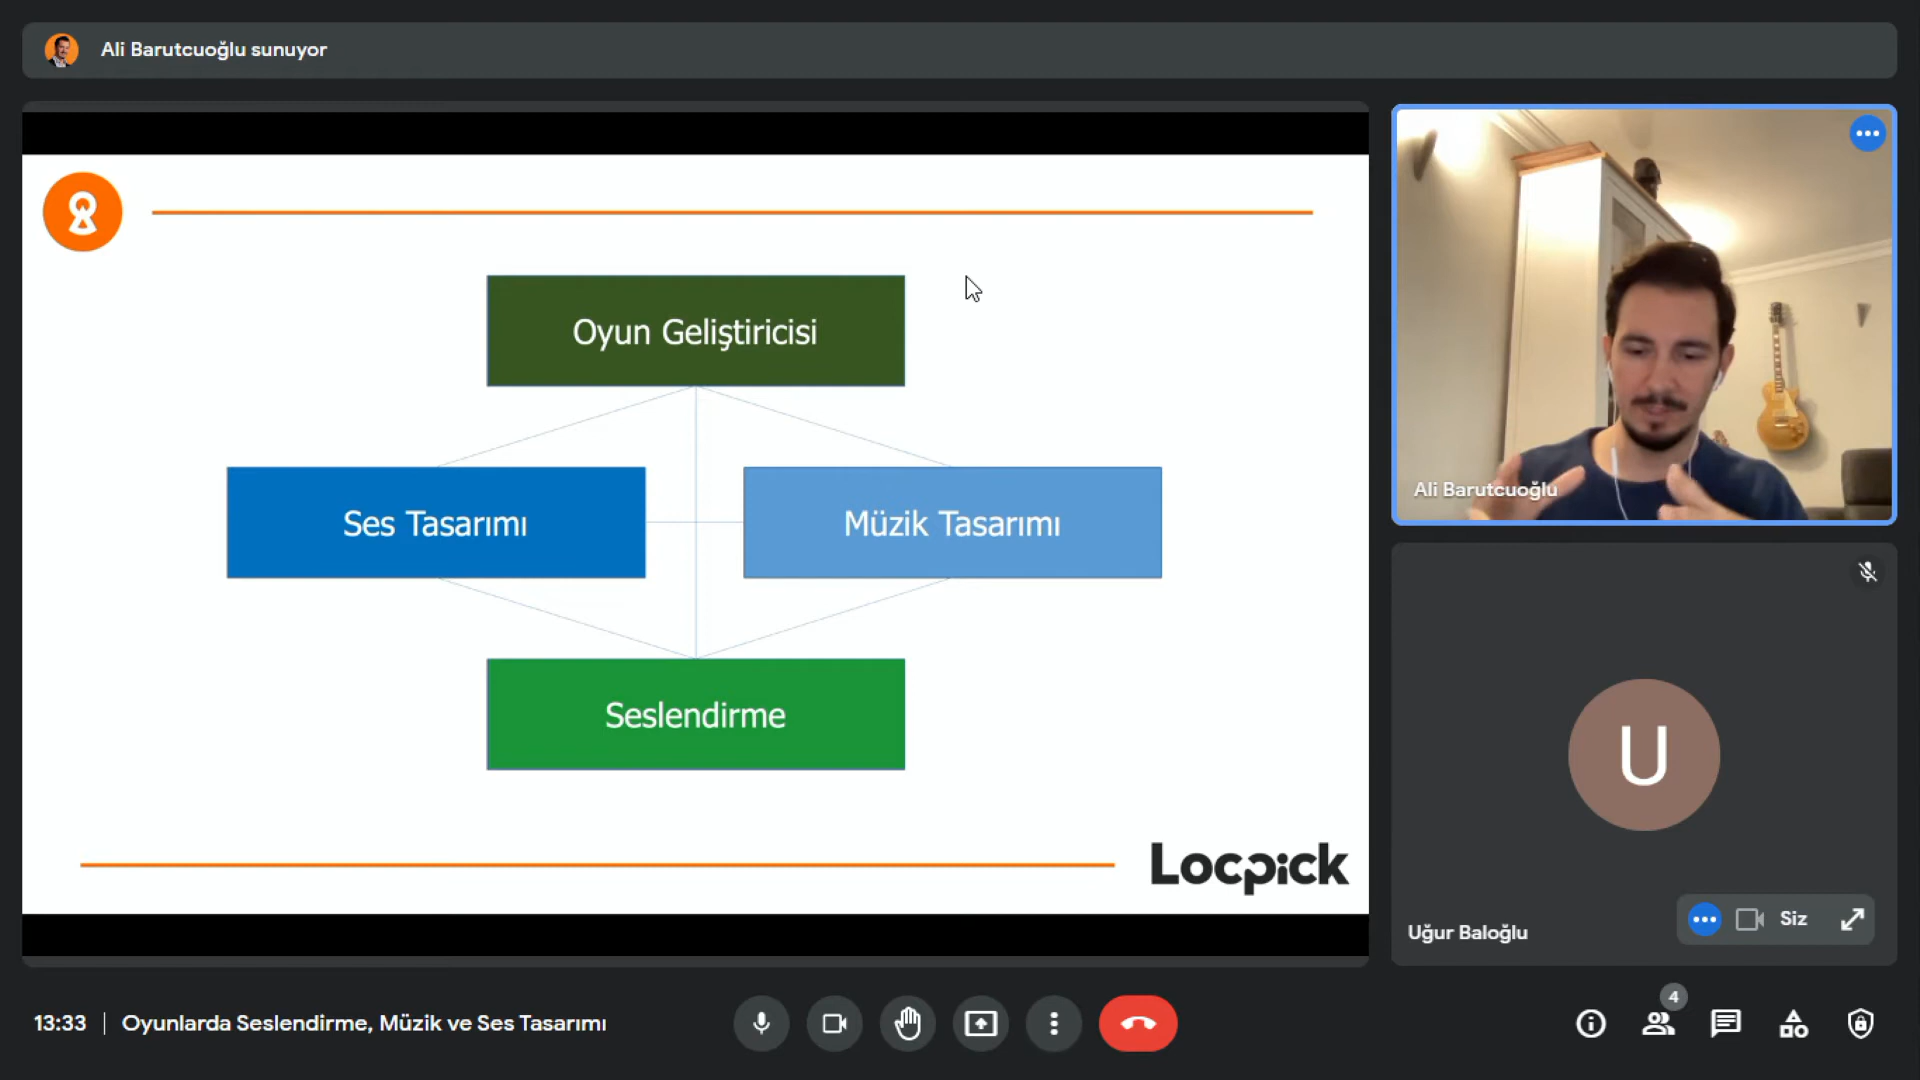 Ali Barutcuoğlu sunuyor
Oyun Geliştiricisi
Ses Tasarımı
Müzik Tasarımı
Seslendirme
Locpick
Ali Barutcuoğlu
U
Uğur Baloğlu
Siz
13:33
Oyunlarda Seslendirme, Müzik ve Ses Tasarımı
4